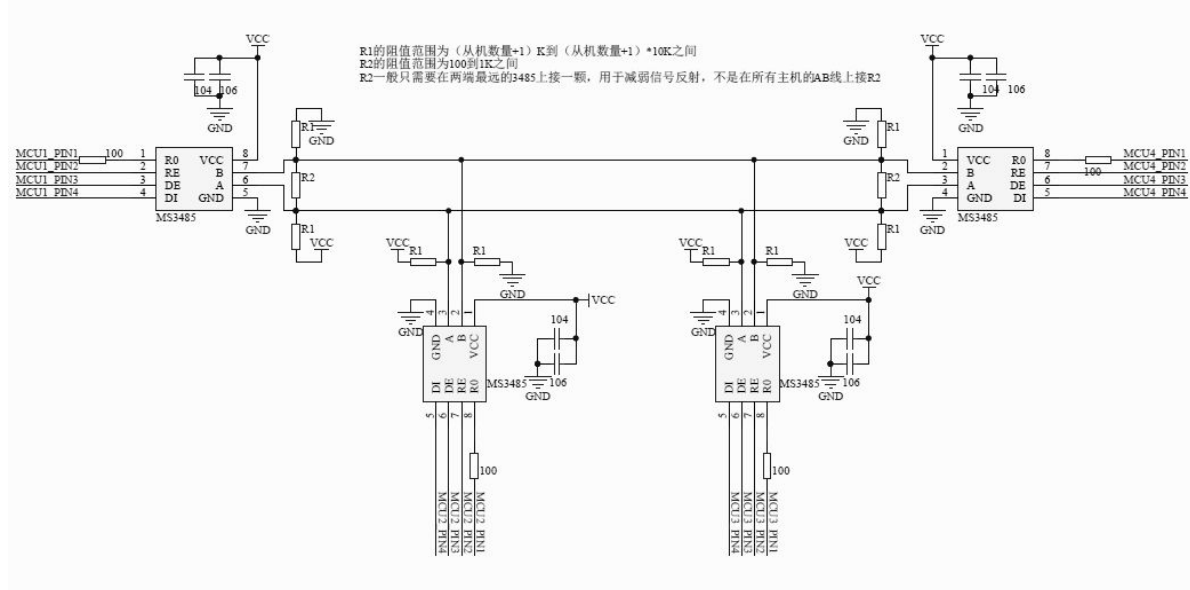 VCC
R1的阻值范围为（从机数量+1）K到（从机数量+1）*10K之间
R2的阻值范围为100到1K之间
R2一般只需要在两端最远的3485上接一颗，用于减弱信号反射，不是在所有主机的AB线上接R2
VCC
104 106
104 106
GND
GND
R1
GND
GND
R1
MCU1_PIN1 100 1 R0 VCC 8
MCU1_PIN2 2 RE B 7
MCU1_PIN3 3 DE A 6
MCU1_PIN4 4 DI GND 5
MS3485
GND
R2
R1
VCC
R2
R1
VCC
1 VCC R0 8 MCU4_PIN1
2 B RE 7 100 MCU4_PIN2
3 A DE 6 MCU4_PIN3
4 GND DI 5 MCU4_PIN4
MS3485
GND
VCC R1 R1
GND
VCC R1 R1
GND
GND
4 3 2 1
VCC
GND A B VCC
DI DE RE R0
MS3485
104
106
GND
5 6 7 8
100
MCU2_PIN4
MCU2_PIN3
MCU2_PIN2
MCU2_PIN1
GND
4 3 2 1
VCC
GND A B VCC
DI DE RE R0
MS3485
104
106
GND
5 6 7 8
100
MCU3_PIN4
MCU3_PIN3
MCU3_PIN2
MCU3_PIN1